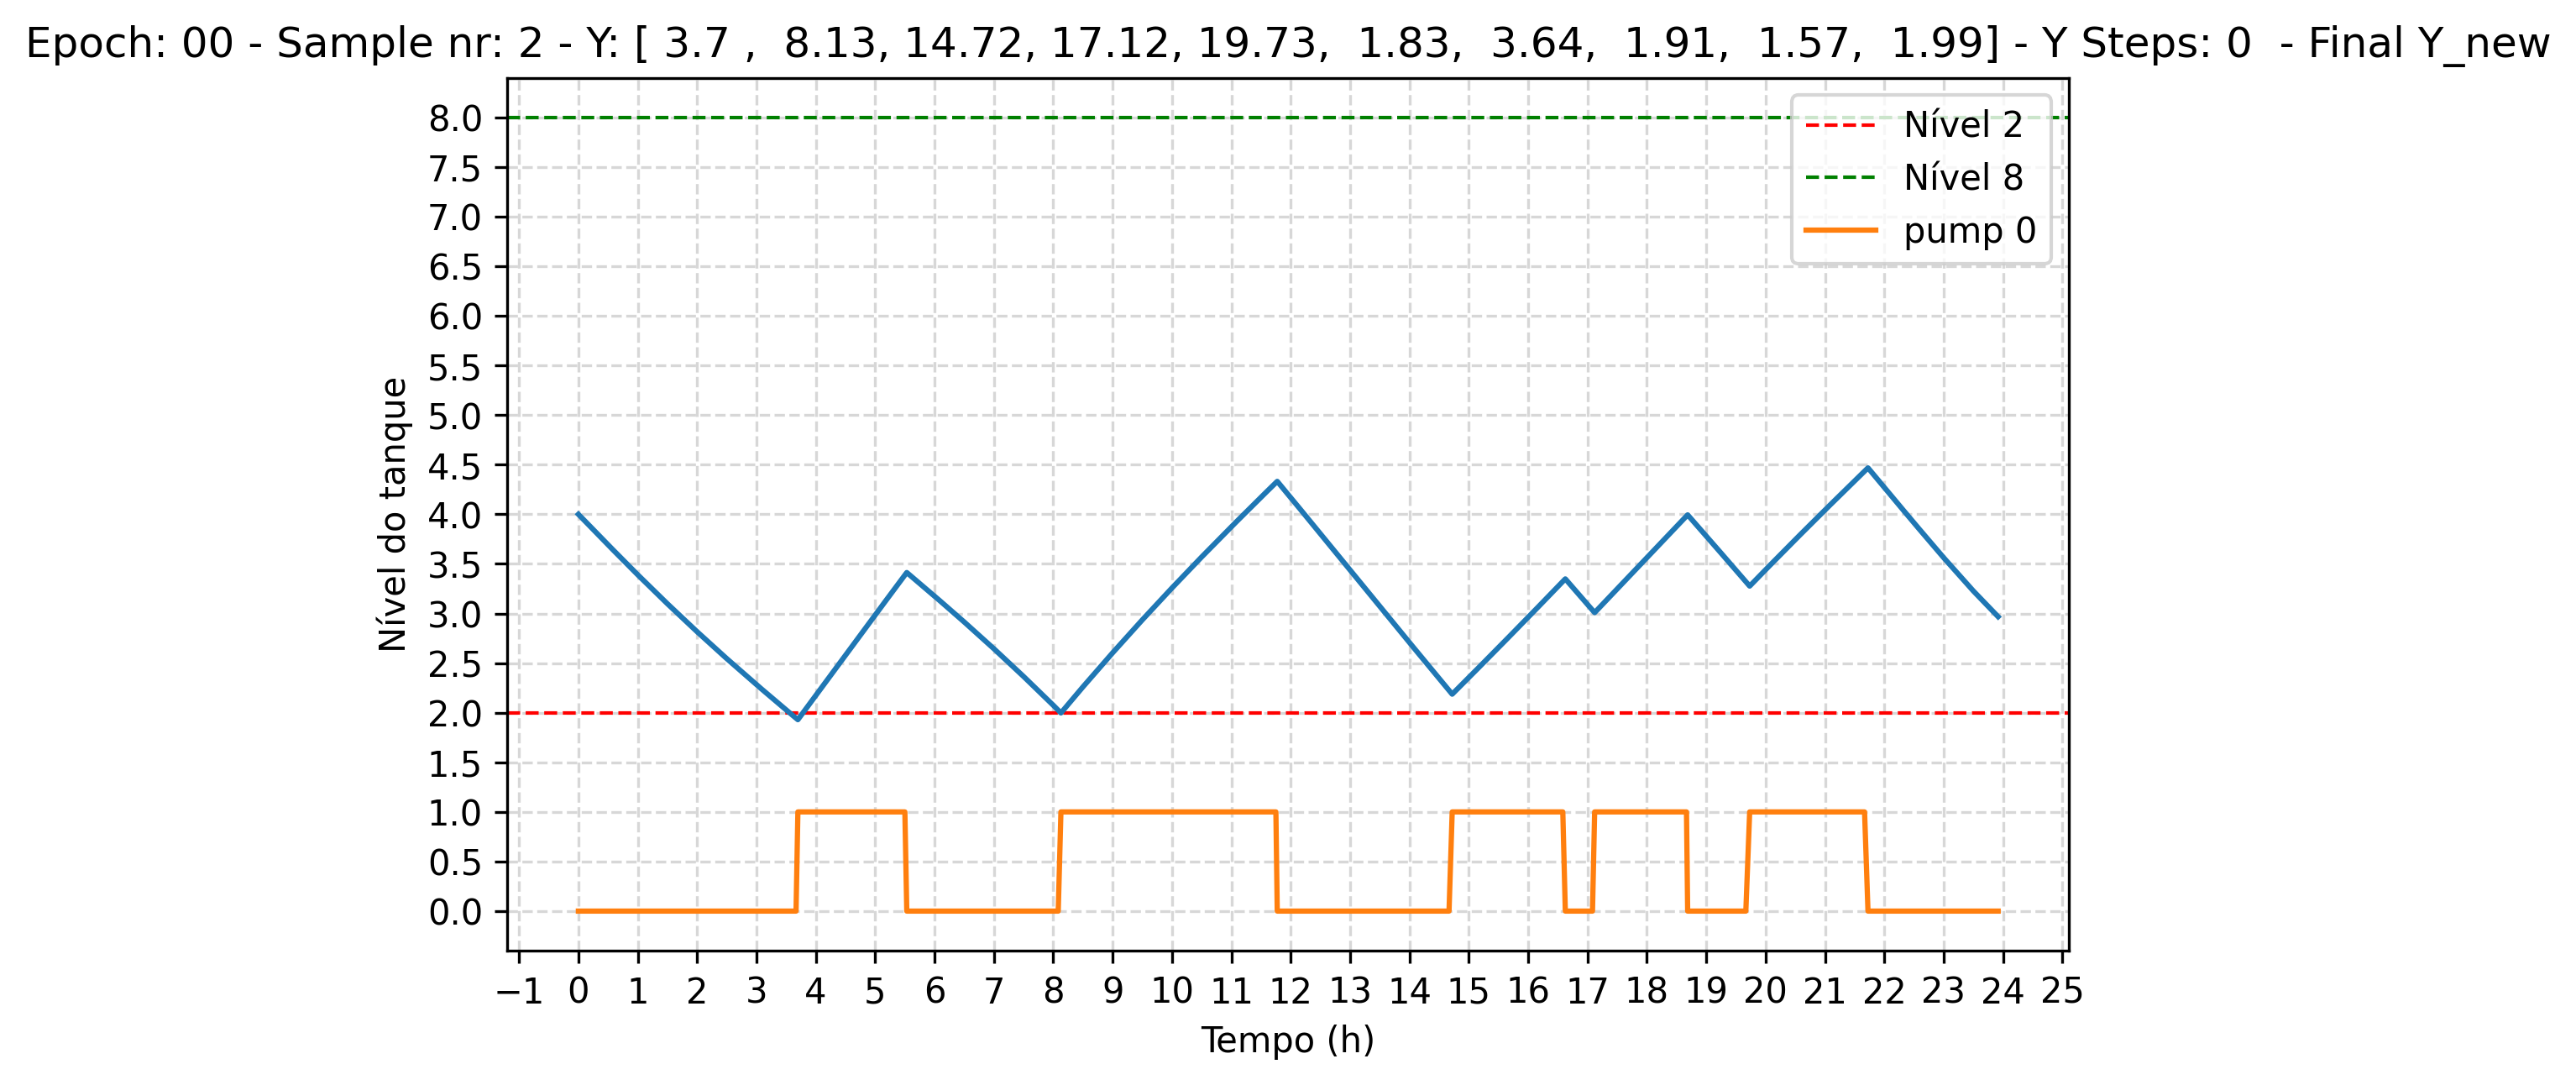 Epoch: 00 - Sample nr: 2 - Y: [ 3.7 ,  8.13, 14.72, 17.12, 19.73,  1.83,  3.64,  1.91,  1.57,  1.99] - Y Steps: 0  - Final Y_new
Nível 2
Nível 8
pump 0
Nível do tanque
8.0
7.5
7.0
6.5
6.0
5.5
5.0
4.5
4.0
3.5
3.0
2.5
2.0
1.5
1.0
0.5
0.0
−1 0 1 2 3 4 5 6 7 8 9 10 11 12 13 14 15 16 17 18 19 20 21 22 23 24 25
Tempo (h)